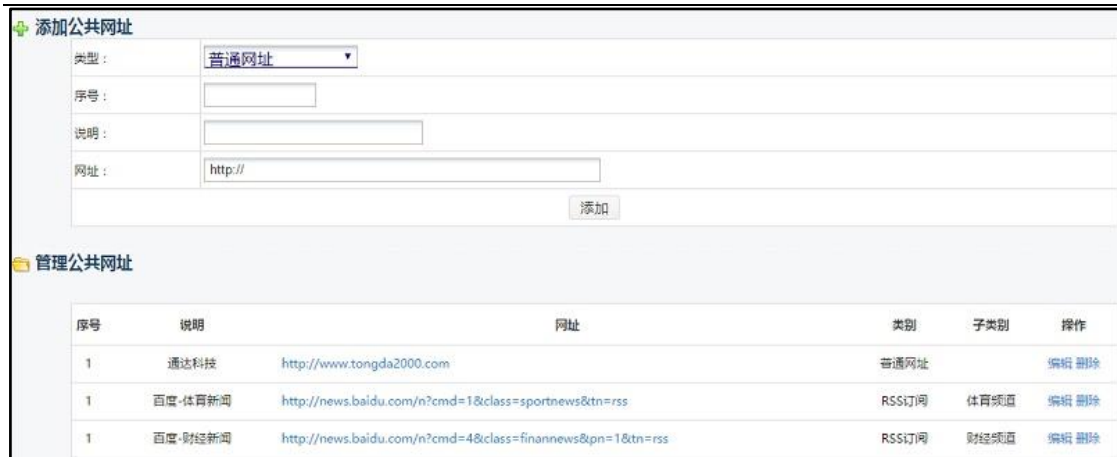 添加公共网址
类型：
普通网址
序号：
说明：
网址：
http://
添加
管理公共网址
序号 说明 网址 类别 子类别 操作
1 通达科技 http://www.tongda2000.com 普通网址 编辑 删除
1 百度-体育新闻 http://news.baidu.com/n?cmd=1&class=sportnews&tn=rss RSS订阅 体育频道 编辑 删除
1 百度-财经新闻 http://news.baidu.com/n?cmd=4&class=finannews&pn=1&tn=rss RSS订阅 财经频道 编辑 删除